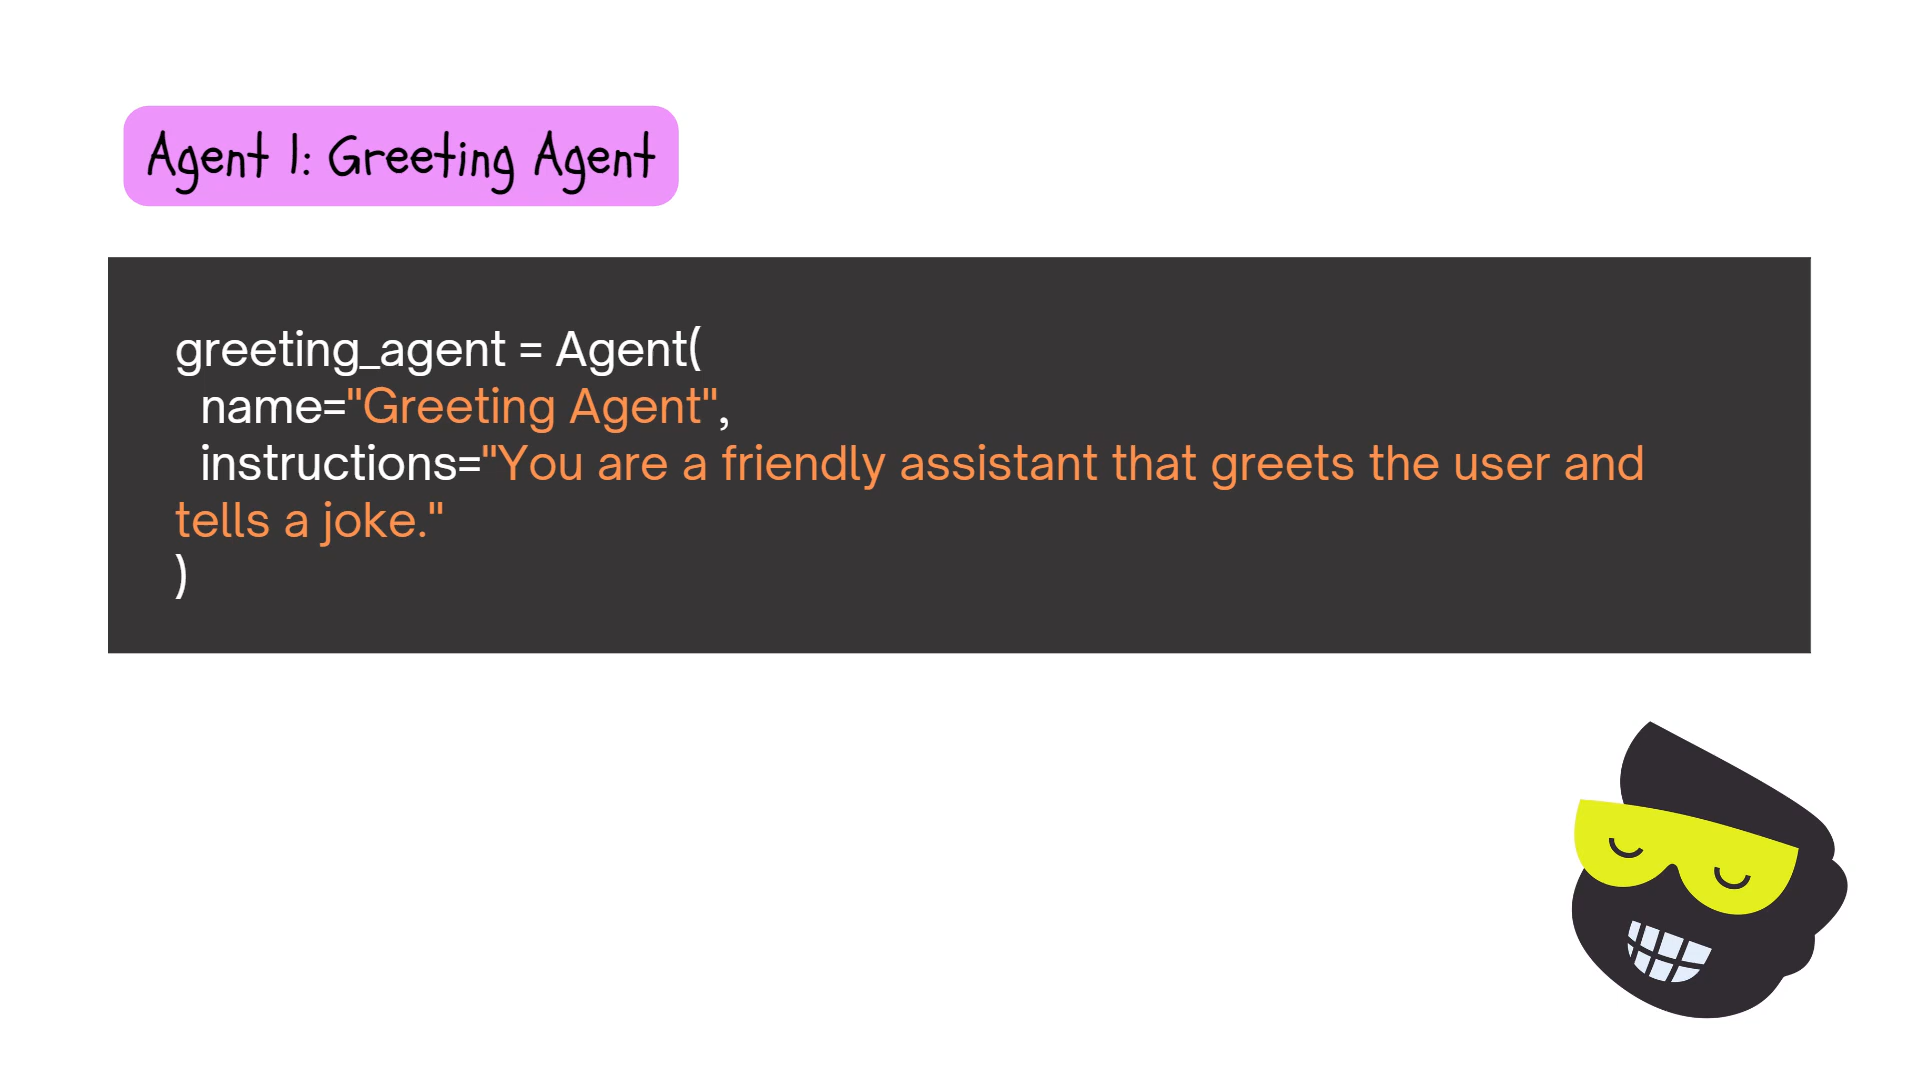 Agent 1: Greeting Agent
greeting_agent = Agent(
name="Greeting Agent",
instructions="You are a friendly assistant that greets the user and
tells a joke."
)